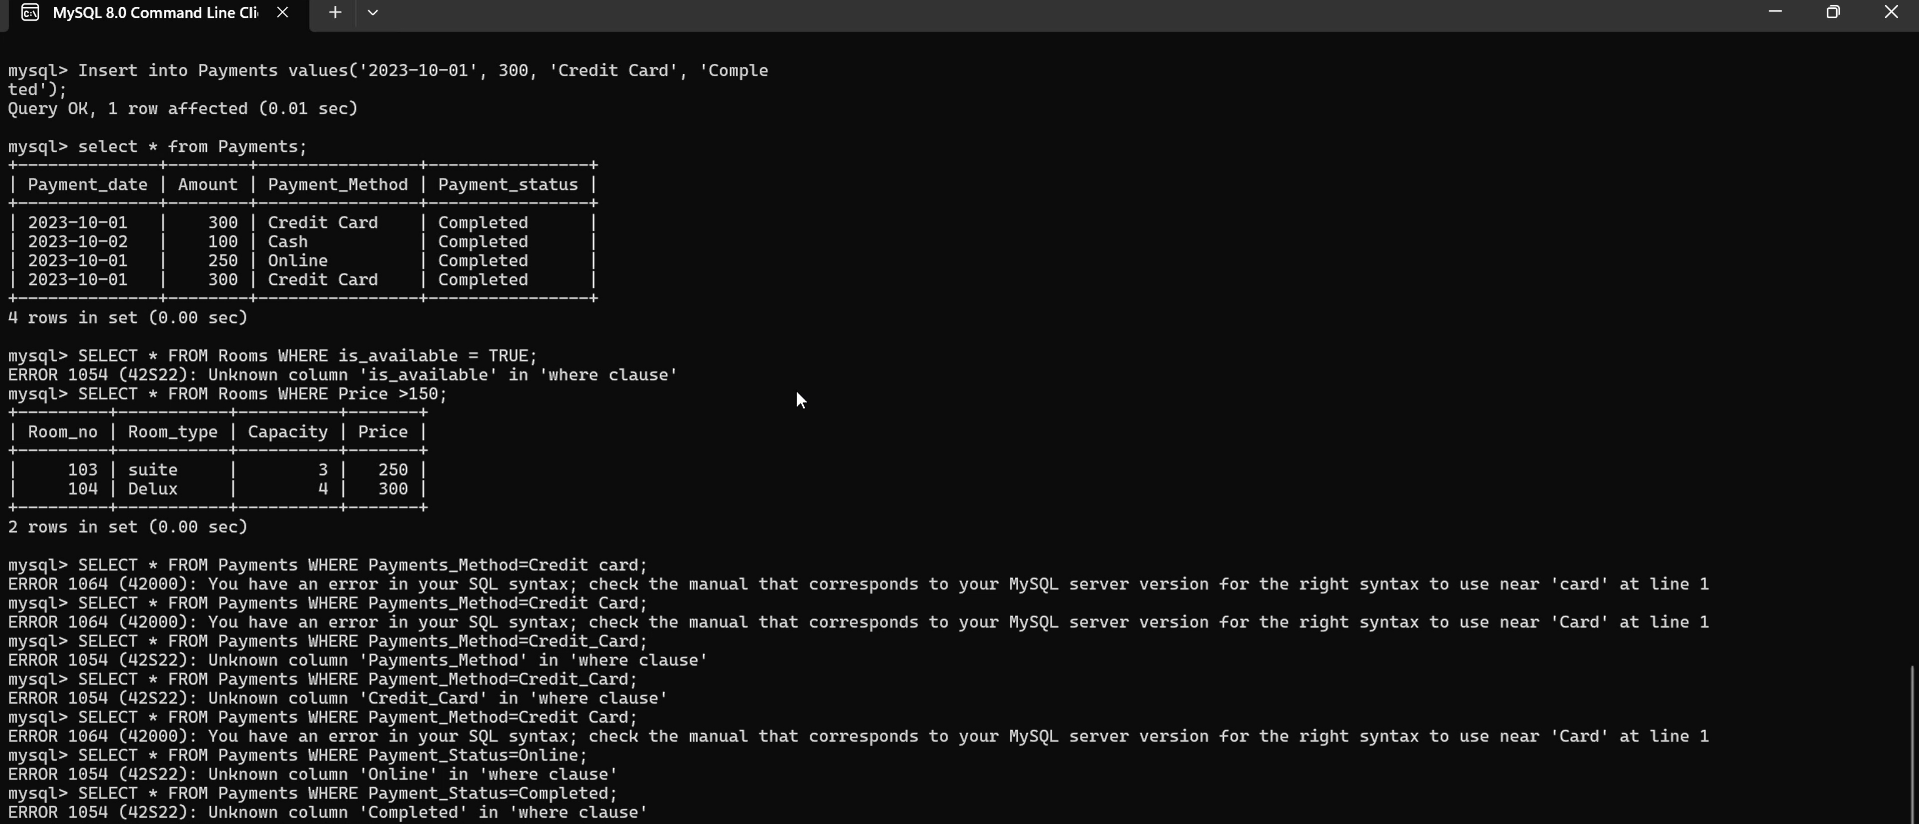 MySQL 8.0 Command Line Cli
mysql> Insert into Payments values('2023-10-01', 300, 'Credit Card', 'Comple
ted');
Query OK, 1 row affected (0.01 sec)
mysql> select * from Payments;
+--------------+--------+----------------+----------------+
| Payment_date | Amount | Payment_Method | Payment_status |
+--------------+--------+----------------+----------------+
| 2023-10-01   |    300 | Credit Card    | Completed      |
| 2023-10-02   |    100 | Cash           | Completed      |
| 2023-10-01   |    250 | Online         | Completed      |
| 2023-10-01   |    300 | Credit Card    | Completed      |
+--------------+--------+----------------+----------------+
4 rows in set (0.00 sec)
mysql> SELECT * FROM Rooms WHERE is_available = TRUE;
ERROR 1054 (42S22): Unknown column 'is_available' in 'where clause'
mysql> SELECT * FROM Rooms WHERE Price >150;
+---------+-----------+----------+-------+
| Room_no | Room_type | Capacity | Price |
+---------+-----------+----------+-------+
|     103 | suite     |        3 |   250 |
|     104 | Delux     |        4 |   300 |
+---------+-----------+----------+-------+
2 rows in set (0.00 sec)
mysql> SELECT * FROM Payments WHERE Payments_Method=Credit card;
ERROR 1064 (42000): You have an error in your SQL syntax; check the manual that corresponds to your MySQL server version for the right syntax to use near 'card' at line 1
mysql> SELECT * FROM Payments WHERE Payments_Method=Credit Card;
ERROR 1064 (42000): You have an error in your SQL syntax; check the manual that corresponds to your MySQL server version for the right syntax to use near 'Card' at line 1
mysql> SELECT * FROM Payments WHERE Payments_Method=Credit_Card;
ERROR 1054 (42S22): Unknown column 'Payments_Method' in 'where clause'
mysql> SELECT * FROM Payments WHERE Payment_Method=Credit_Card;
ERROR 1054 (42S22): Unknown column 'Credit_Card' in 'where clause'
mysql> SELECT * FROM Payments WHERE Payment_Method=Credit Card;
ERROR 1064 (42000): You have an error in your SQL syntax; check the manual that corresponds to your MySQL server version for the right syntax to use near 'Card' at line 1
mysql> SELECT * FROM Payments WHERE Payment_Status=Online;
ERROR 1054 (42S22): Unknown column 'Online' in 'where clause'
mysql> SELECT * FROM Payments WHERE Payment_Status=Completed;
ERROR 1054 (42S22): Unknown column 'Completed' in 'where clause'